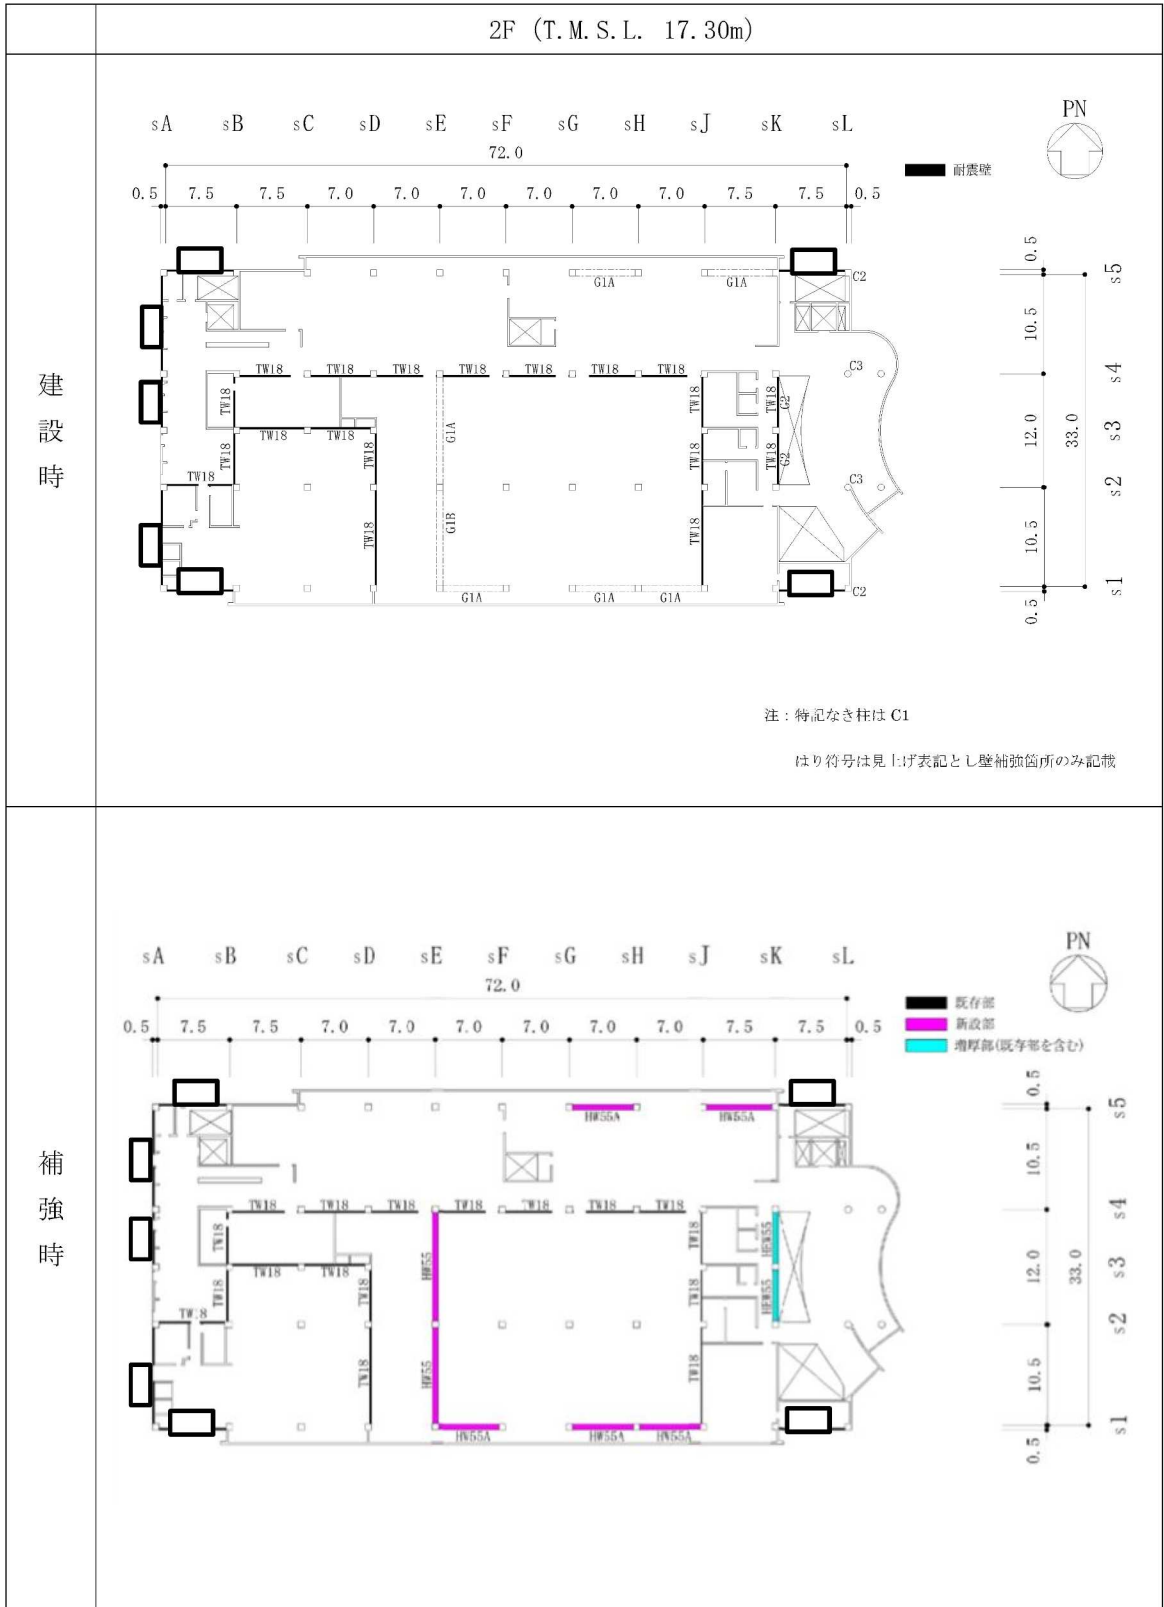 2F (T.M.S.L. 17.30m)
建設時
sA sB sC sD sE sF sG sH sJ sK sL
PN
72.0
耐震壁
0.5 7.5 7.5 7.0 7.0 7.0 7.0 7.0 7.0 7.5 7.5 0.5
0.5
s5
C2
G1A G1A
10.5
TW18 TW18 TW18 TW18 TW18 TW18 TW18
C3
s4
TW18 G1A TW18 TW18 G2
12.0
33.0
TW18 TW18
s3
TW18 TW18 TW18 TW18 G2
TW18
C3
s2
TW18 G1B TW18
10.5
G1A G1A G1A
C2
s1
0.5
注：特記なき柱は C1
はり符号は見上げ表記とし壁補強箇所のみ記載
補強時
sA sB sC sD sE sF sG sH sJ sK sL
PN
72.0
既存部
新設部
増厚部(既存部を含む)
0.5 7.5 7.5 7.0 7.0 7.0 7.0 7.0 7.0 7.5 7.5 0.5
0.5
s5
HW55A HW55A
10.5
TW18 TW18 TW18 TW18 TW18 TW18 TW18
s4
TW18 HW55 TW18 HEW55
12.0
33.0
TW18 TW18
s3
TW18 TW18 TW18 HEW55
TW18
s2
TW18 HW55 TW18
10.5
HW55A HW55A HW55A
s1
0.5